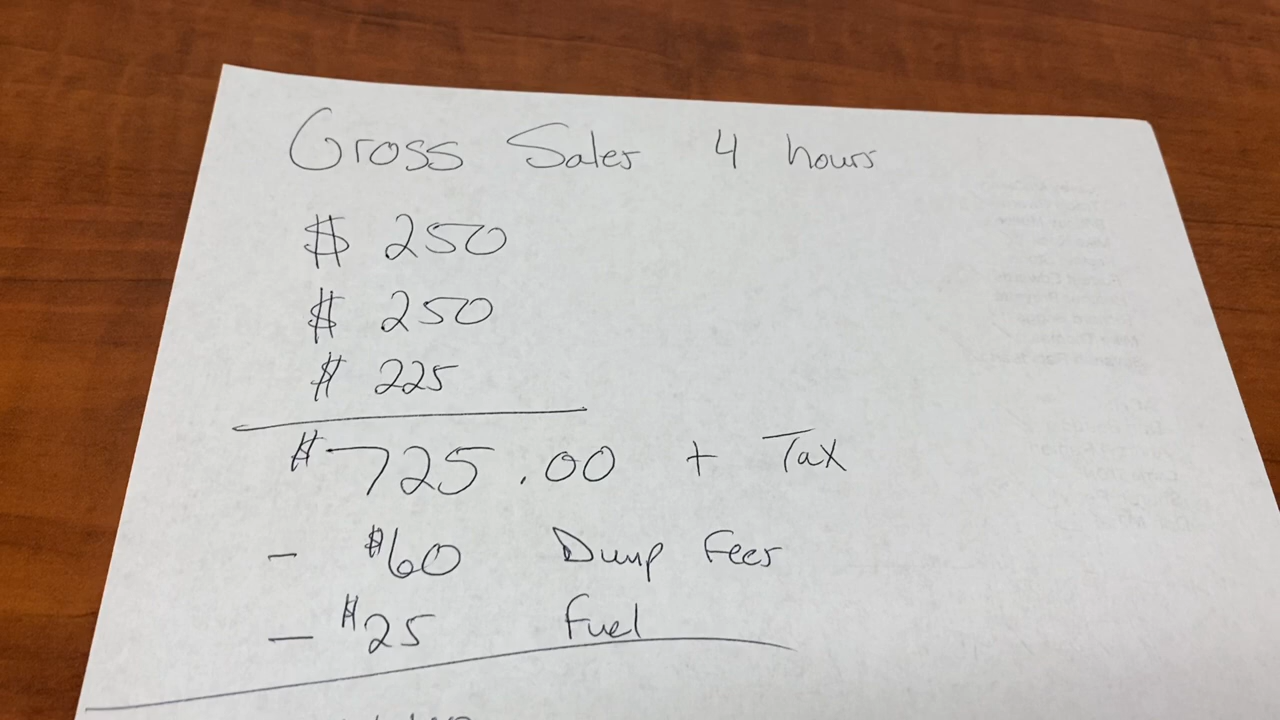 Gross Sales 4 hours
$ 250
$ 250
$ 225
$725.00 + Tax
- $60 Dump Fees
- $25 Fuel